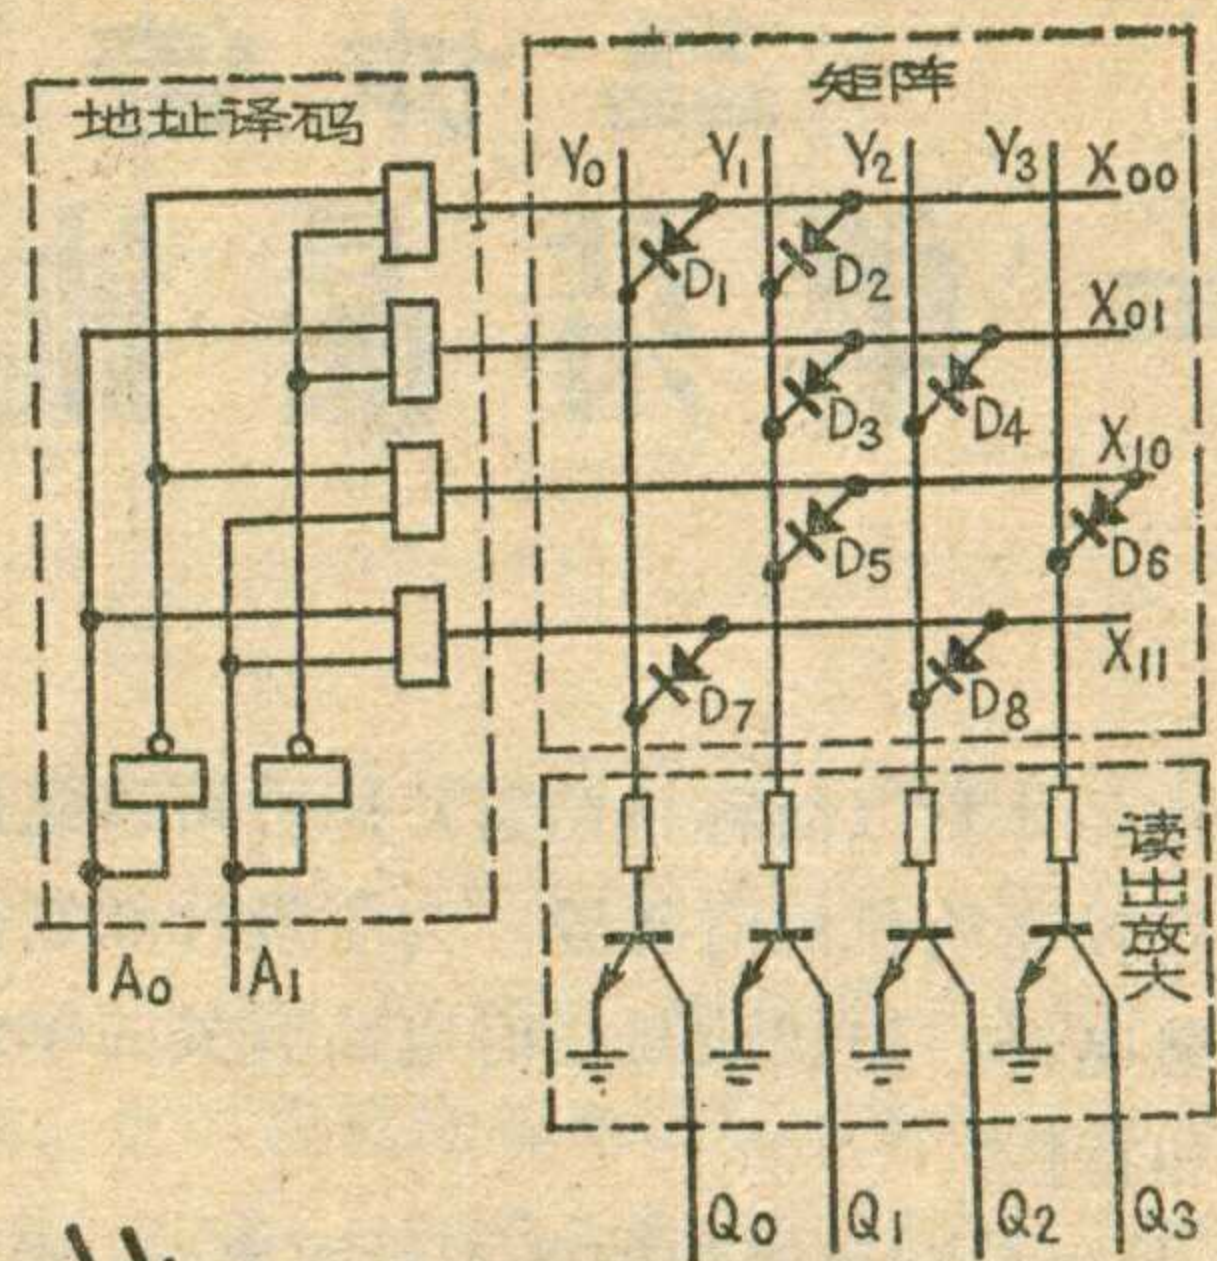 矩阵
地址译码
Y₀ Y₁ Y₂ Y₃ X₀₀
D₁ D₂
X₀₁
D₃ D₄
X₁₀
D₅ D₆
X₁₁
D₇ D₈
读出放大
A₀ A₁
Q₀ Q₁ Q₂ Q₃